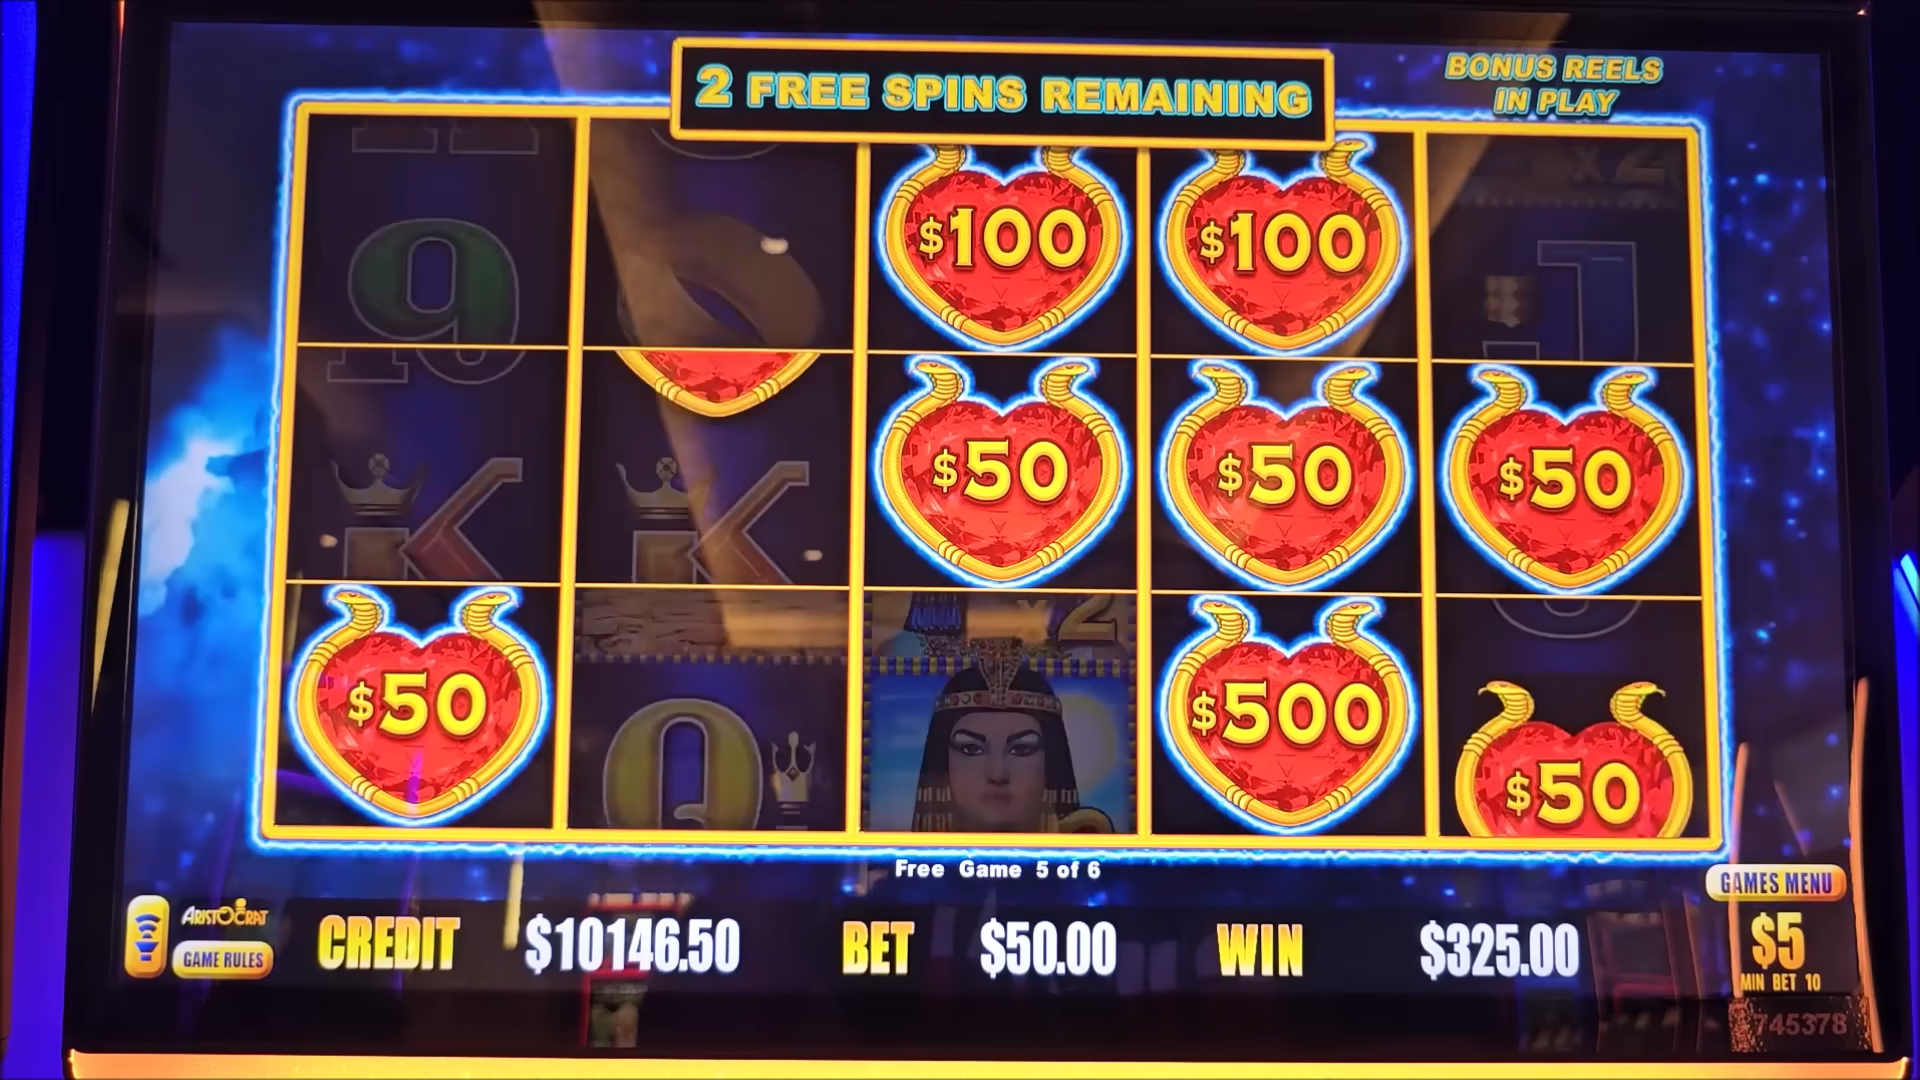 2 FREE SPINS REMAINING
BONUS REELS
IN PLAY
9
$100
$100
J
K
K
$50
$50
$50
$50
Q
X2
$500
$50
Free Game 5 of 6
GAMES MENU
ARISTOCRAT
GAME RULES
CREDIT $10146.50
BET $50.00
WIN $325.00
$5
MIN BET 10
745378